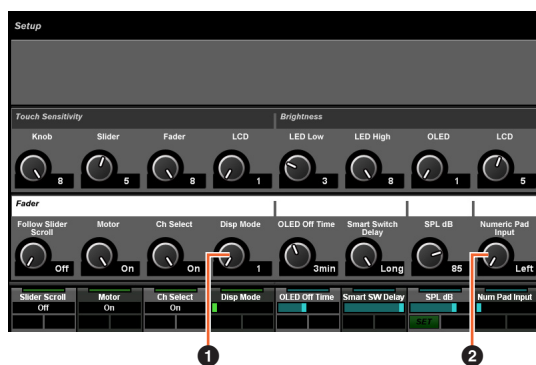 Setup
Touch Sensitivity Brightness
Knob Slider Fader LCD LED Low LED High OLED LCD
8 5 8 1 3 8 1 5
Fader
Follow Slider Scroll Motor Ch Select Disp Mode OLED Off Time Smart Switch Delay SPL dB Numeric Pad Input
Off On On 1 3min Long 85 Left
Slider Scroll Motor Ch Select Disp Mode OLED Off Time Smart SW Delay SPL dB Num Pad Input
Off On On
SET
1 2